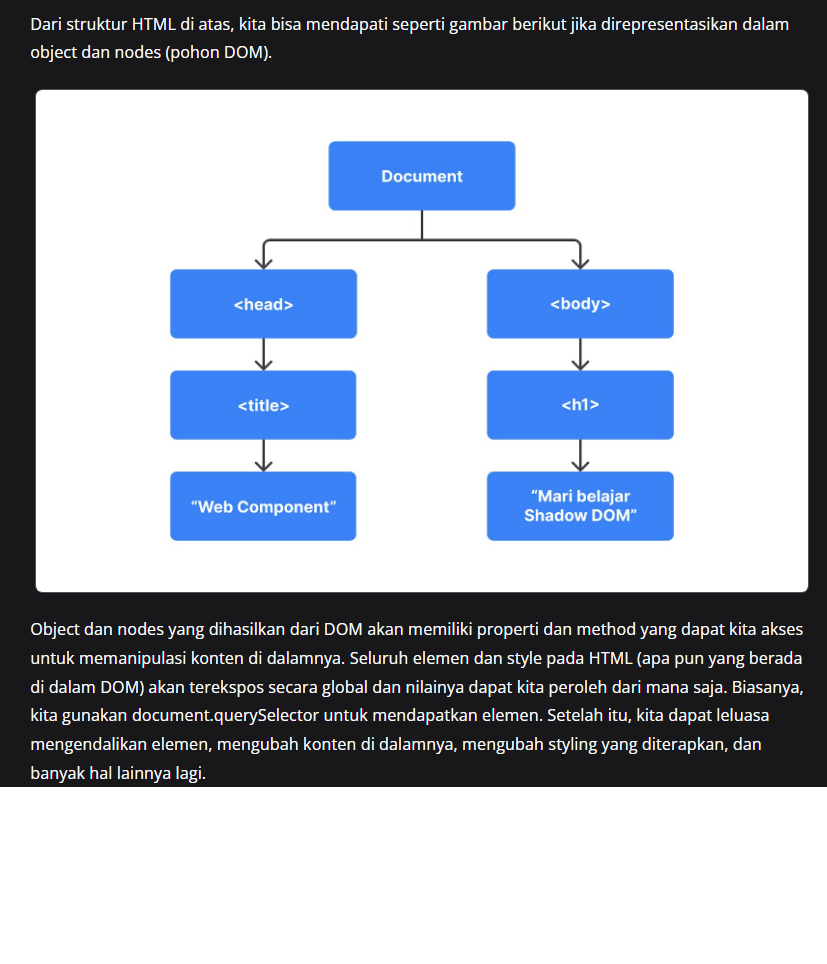 Dari struktur HTML di atas, kita bisa mendapati seperti gambar berikut jika direpresentasikan dalam
object dan nodes (pohon DOM).
Document
<head>
<body>
<title>
<h1>
“Web Component”
“Mari belajar
Shadow DOM”
Object dan nodes yang dihasilkan dari DOM akan memiliki properti dan method yang dapat kita akses
untuk memanipulasi konten di dalamnya. Seluruh elemen dan style pada HTML (apa pun yang berada
di dalam DOM) akan terekspos secara global dan nilainya dapat kita peroleh dari mana saja. Biasanya,
kita gunakan document.querySelector untuk mendapatkan elemen. Setelah itu, kita dapat leluasa
mengendalikan elemen, mengubah konten di dalamnya, mengubah styling yang diterapkan, dan
banyak hal lainnya lagi.